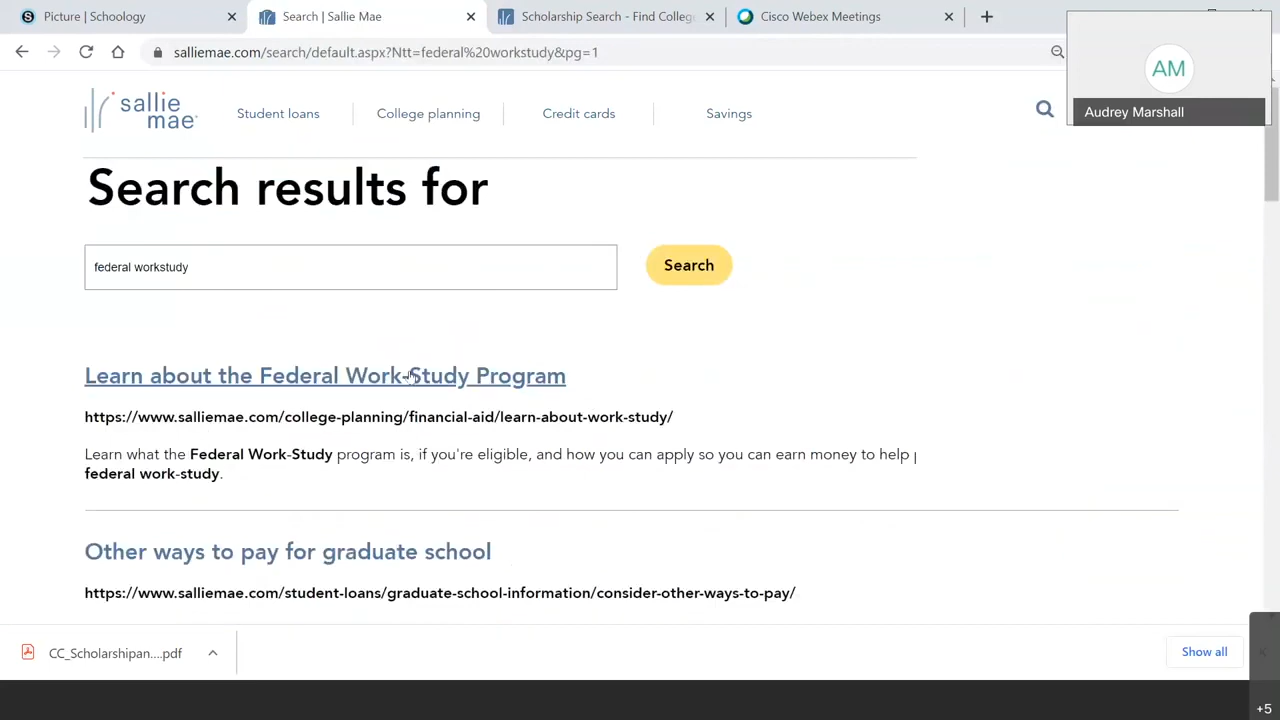 Picture | Schoology
Search | Sallie Mae
Scholarship Search - Find Colleg
Cisco Webex Meetings
salliemae.com/search/default.aspx?Ntt=federal%20workstudy&pg=1
AM
Audrey Marshall
sallie mae
Student loans
College planning
Credit cards
Savings
Search results for
federal workstudy
Search
Learn about the Federal Work-Study Program
https://www.salliemae.com/college-planning/financial-aid/learn-about-work-study/
Learn what the Federal Work-Study program is, if you're eligible, and how you can apply so you can earn money to help
federal work-study.
Other ways to pay for graduate school
https://www.salliemae.com/student-loans/graduate-school-information/consider-other-ways-to-pay/
CC_Scholarshipan....pdf
Show all
K
+5